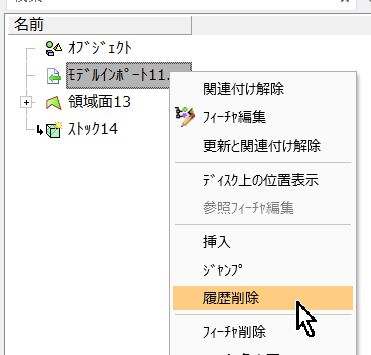 名前
ｵﾌﾞｼﾞｪｸﾄ
ﾓﾃﾞﾙｲﾝﾎﾟｰﾄ11.
領域面13
ｽﾄｯｸ14
関連付け解除
ﾌｨｰﾁｬ編集
更新と関連付け解除
ﾃﾞｨｽｸ上の位置表示
参照ﾌｨｰﾁｬ編集
挿入
ｼﾞｬﾝﾌﾟ
履歴削除
ﾌｨｰﾁｬ削除